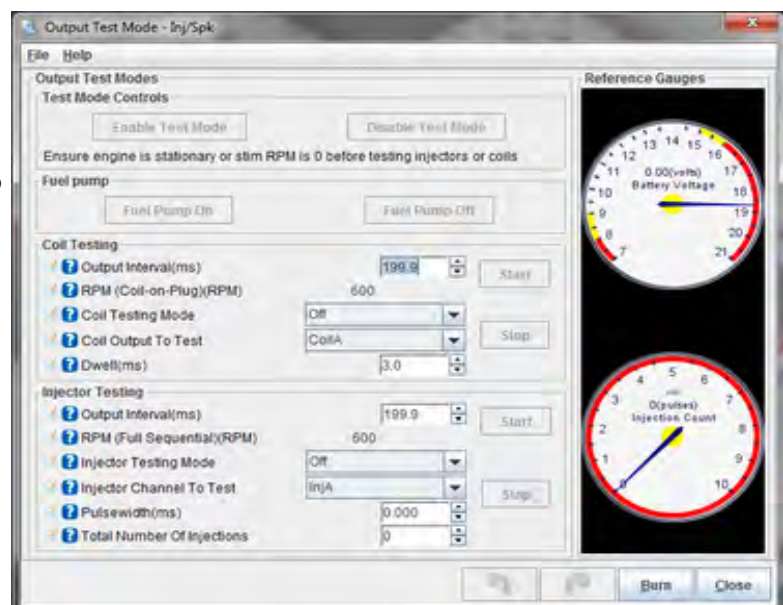 Output Test Mode - Inj/Spk
File Help
Output Test Modes
Test Mode Controls
Enable Test Mode Disable Test Mode
Ensure engine is stationary or stim RPM is 0 before testing injectors or coils
Fuel pump
Fuel Pump On Fuel Pump Off
Coil Testing
Output Interval(ms) 199.9 Start
RPM (Coil-on-Plug)(RPM) 600
Coil Testing Mode Off
Coil Output To Test CoilA Stop
Dwell(ms) 3.0
Injector Testing
Output Interval(ms) 199.9 Start
RPM (Full Sequential)(RPM) 600
Injector Testing Mode Off
Injector Channel To Test InjA Stop
Pulsewidth(ms) 0.000
Total Number Of Injections 0
Reference Gauges
7 8 9 10 11 12 13 14 15 16 17 18 19 20 21
0.00(volts)
Battery Voltage
0 1 2 3 4 5 6 7 8 9 10
0(pulses)
Injection Count
Burn Close